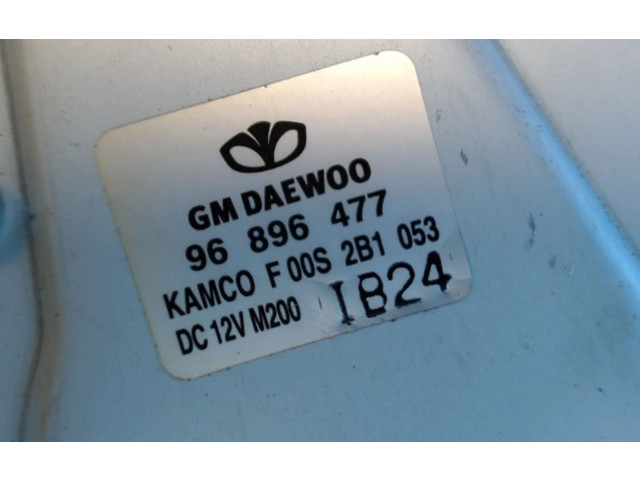 GM DAEWOO
96 896 477
KAMCO F 00S 2B1 053
DC 12V M200 IB24